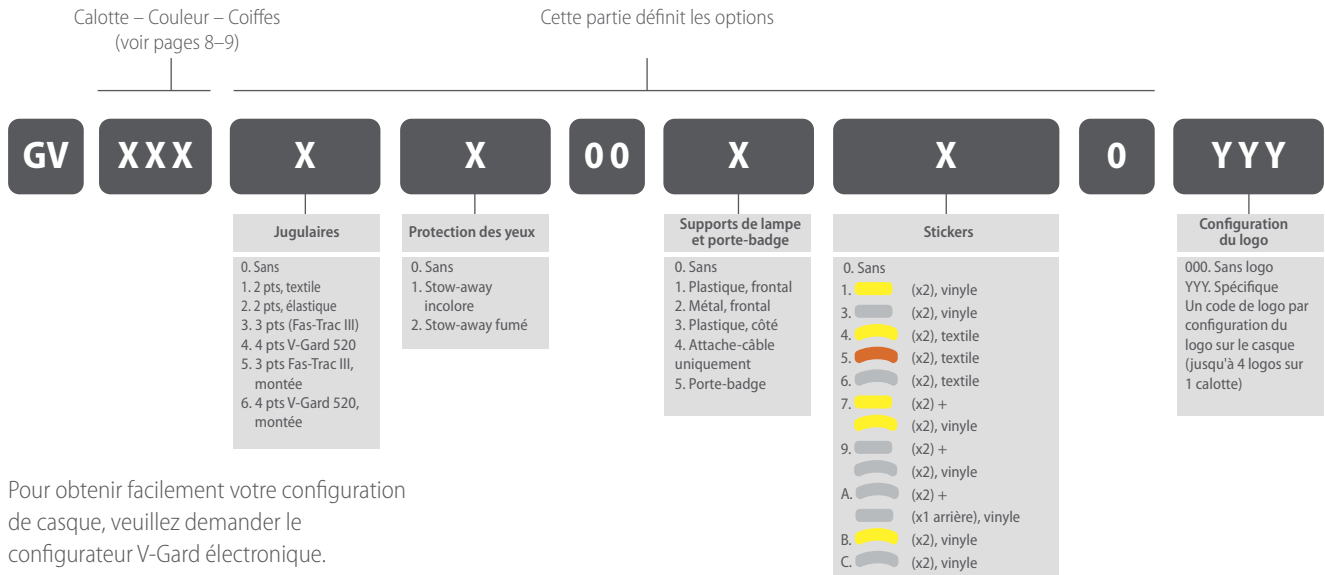 Calotte – Couleur – Coiffes
(voir pages 8–9)
Cette partie définit les options
GV
XXX
X
X
00
X
X
0
YYY
Jugulaires
0. Sans
1. 2 pts, textile
2. 2 pts, élastique
3. 3 pts (Fas-Trac III)
4. 4 pts V-Gard 520
5. 3 pts Fas-Trac III,
montée
6. 4 pts V-Gard 520,
montée
Protection des yeux
0. Sans
1. Stow-away
incolore
2. Stow-away fumé
Supports de lampe
et porte-badge
0. Sans
1. Plastique, frontal
2. Métal, frontal
3. Plastique, côté
4. Attache-câble
uniquement
5. Porte-badge
Stickers
0. Sans
1. (x2), vinyle
3. (x2), vinyle
4. (x2), textile
5. (x2), textile
6. (x2), textile
7. (x2) +
(x2), vinyle
9. (x2) +
(x2), vinyle
A. (x2) +
(x1 arrière), vinyle
B. (x2), vinyle
C. (x2), vinyle
Configuration
du logo
000. Sans logo
YYY. Spécifique
Un code de logo par
configuration du
logo sur le casque
(jusqu'à 4 logos sur
1 calotte)
Pour obtenir facilement votre configuration
de casque, veuillez demander le
configurateur V-Gard électronique.